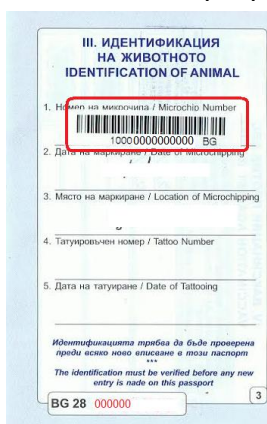 III. ИДЕНТИФИКАЦИЯ
НА ЖИВОТНОТО
IDENTIFICATION OF ANIMAL
1. Номер на микрочипа / Microchip Number
10000000000000 BG
2. Дата на маркиране / Date of Microchipping
3. Място на маркиране / Location of Microchipping
4. Татуировъчен номер / Tattoo Number
5. Дата на татуиране / Date of Tattooing
Идентификацията трябва да бъде проверена
преди всяко ново вписване в този паспорт
***
The identification must be verified before any new
entry is nade on this passport
3
BG 28 000000